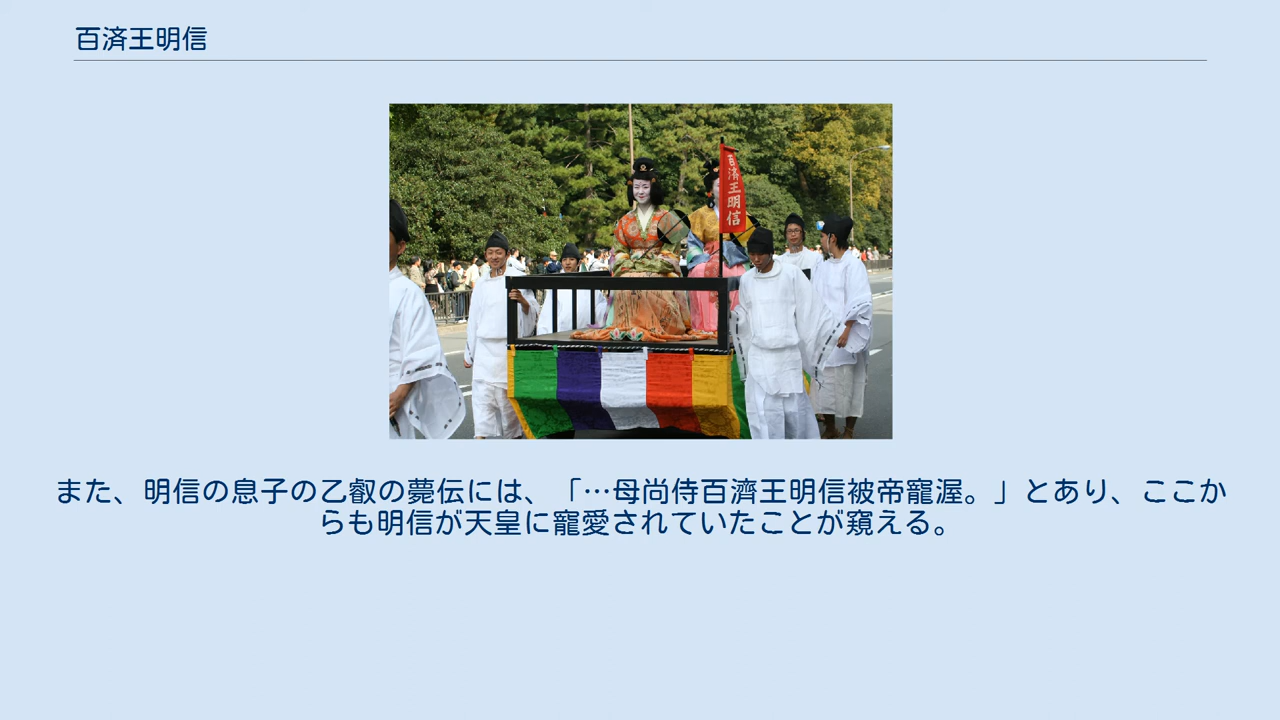 百済王明信
百済王明信
また、明信の息子の乙叡の薨伝には、「…母尚侍百濟王明信被帝寵渥。」とあり、ここか
らも明信が天皇に寵愛されていたことが窺える。